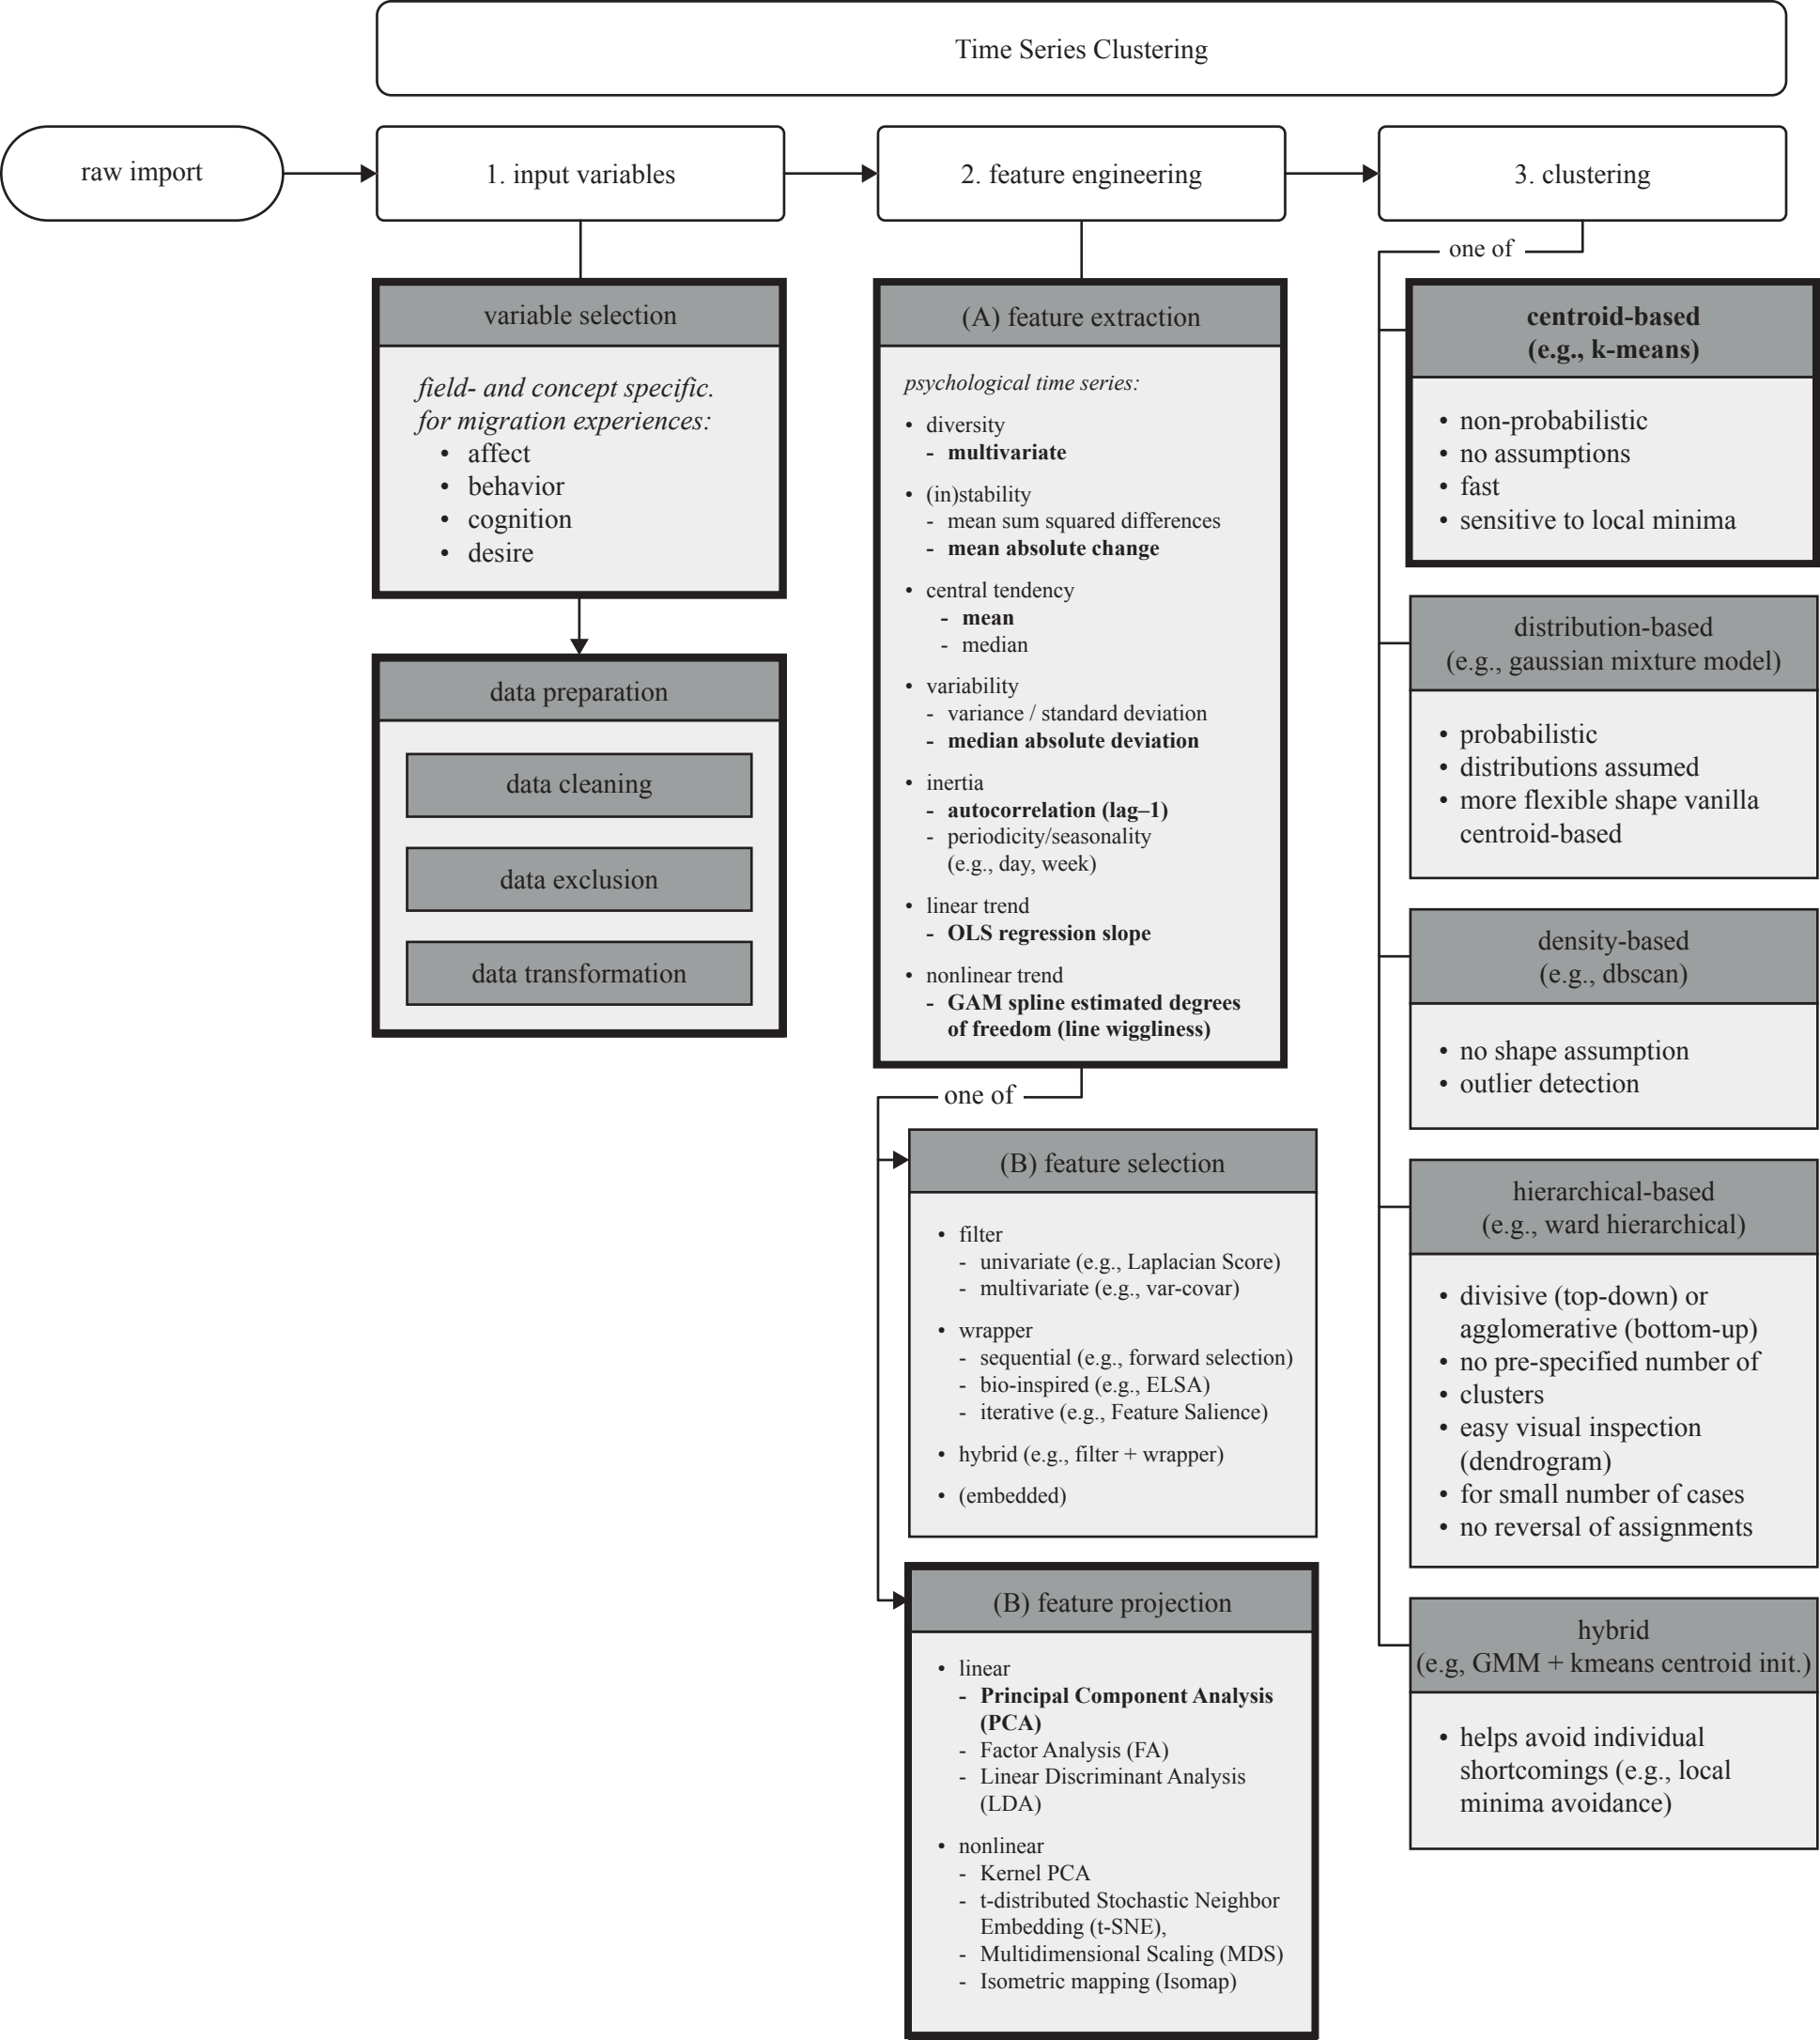 Time Series Clustering
raw import
1. input variables
2. feature engineering
3. clustering
variable selection
field- and concept specific.
for migration experiences:
• affect
• behavior
• cognition
• desire
data preparation
data cleaning
data exclusion
data transformation
(A) feature extraction
psychological time series:
• diversity
- multivariate
• (in)stability
- mean sum squared differences
- mean absolute change
• central tendency
- mean
- median
• variability
- variance / standard deviation
- median absolute deviation
• inertia
- autocorrelation (lag–1)
- periodicity/seasonality
(e.g., day, week)
• linear trend
- OLS regression slope
• nonlinear trend
- GAM spline estimated degrees
of freedom (line wiggliness)
one of
(B) feature selection
• filter
- univariate (e.g., Laplacian Score)
- multivariate (e.g., var-covar)
• wrapper
- sequential (e.g., forward selection)
- bio-inspired (e.g., ELSA)
- iterative (e.g., Feature Salience)
• hybrid (e.g., filter + wrapper)
• (embedded)
(B) feature projection
• linear
- Principal Component Analysis
(PCA)
- Factor Analysis (FA)
- Linear Discriminant Analysis
(LDA)
• nonlinear
- Kernel PCA
- t-distributed Stochastic Neighbor
Embedding (t-SNE),
- Multidimensional Scaling (MDS)
- Isometric mapping (Isomap)
one of
centroid-based
(e.g., k-means)
• non-probabilistic
• no assumptions
• fast
• sensitive to local minima
distribution-based
(e.g., gaussian mixture model)
• probabilistic
• distributions assumed
• more flexible shape vanilla
centroid-based
density-based
(e.g., dbscan)
• no shape assumption
• outlier detection
hierarchical-based
(e.g., ward hierarchical)
• divisive (top-down) or
agglomerative (bottom-up)
• no pre-specified number of
• clusters
• easy visual inspection
(dendrogram)
• for small number of cases
• no reversal of assignments
hybrid
(e.g, GMM + kmeans centroid init.)
• helps avoid individual
shortcomings (e.g., local
minima avoidance)